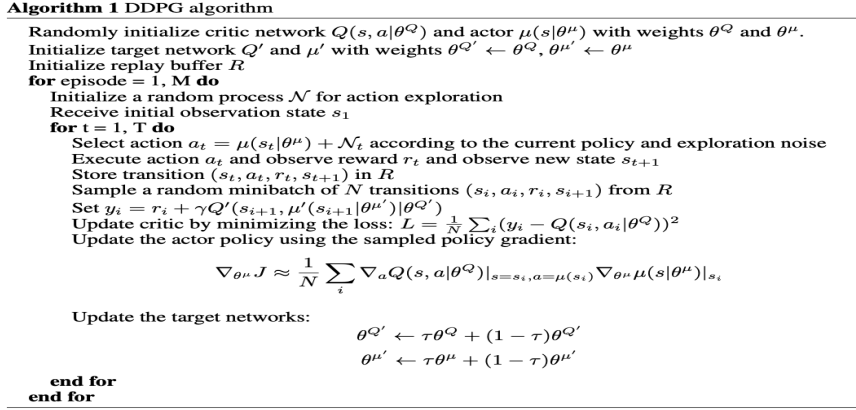 Algorithm 1 DDPG algorithm
Randomly initialize critic network Q(s, a|θ^Q) and actor μ(s|θ^μ) with weights θ^Q and θ^μ.
Initialize target network Q′ and μ′ with weights θ^{Q′} ← θ^Q, θ^{μ′} ← θ^μ
Initialize replay buffer R
for episode = 1, M do
Initialize a random process 𝒩 for action exploration
Receive initial observation state s_1
for t = 1, T do
Select action a_t = μ(s_t|θ^μ) + 𝒩_t according to the current policy and exploration noise
Execute action a_t and observe reward r_t and observe new state s_{t+1}
Store transition (s_t, a_t, r_t, s_{t+1}) in R
Sample a random minibatch of N transitions (s_i, a_i, r_i, s_{i+1}) from R
Set y_i = r_i + γQ′(s_{i+1}, μ′(s_{i+1}|θ^{μ′})|θ^{Q′})
Update critic by minimizing the loss: L = \frac{1}{N} ∑_i (y_i − Q(s_i, a_i|θ^Q))^2
Update the actor policy using the sampled policy gradient:
∇_{θ^μ} J ≈ \frac{1}{N} ∑_i ∇_a Q(s, a|θ^Q)|_{s=s_i,a=μ(s_i)} ∇_{θ^μ} μ(s|θ^μ)|_{s_i}
Update the target networks:
θ^{Q′} ← τθ^Q + (1 − τ)θ^{Q′}
θ^{μ′} ← τθ^μ + (1 − τ)θ^{μ′}
end for
end for